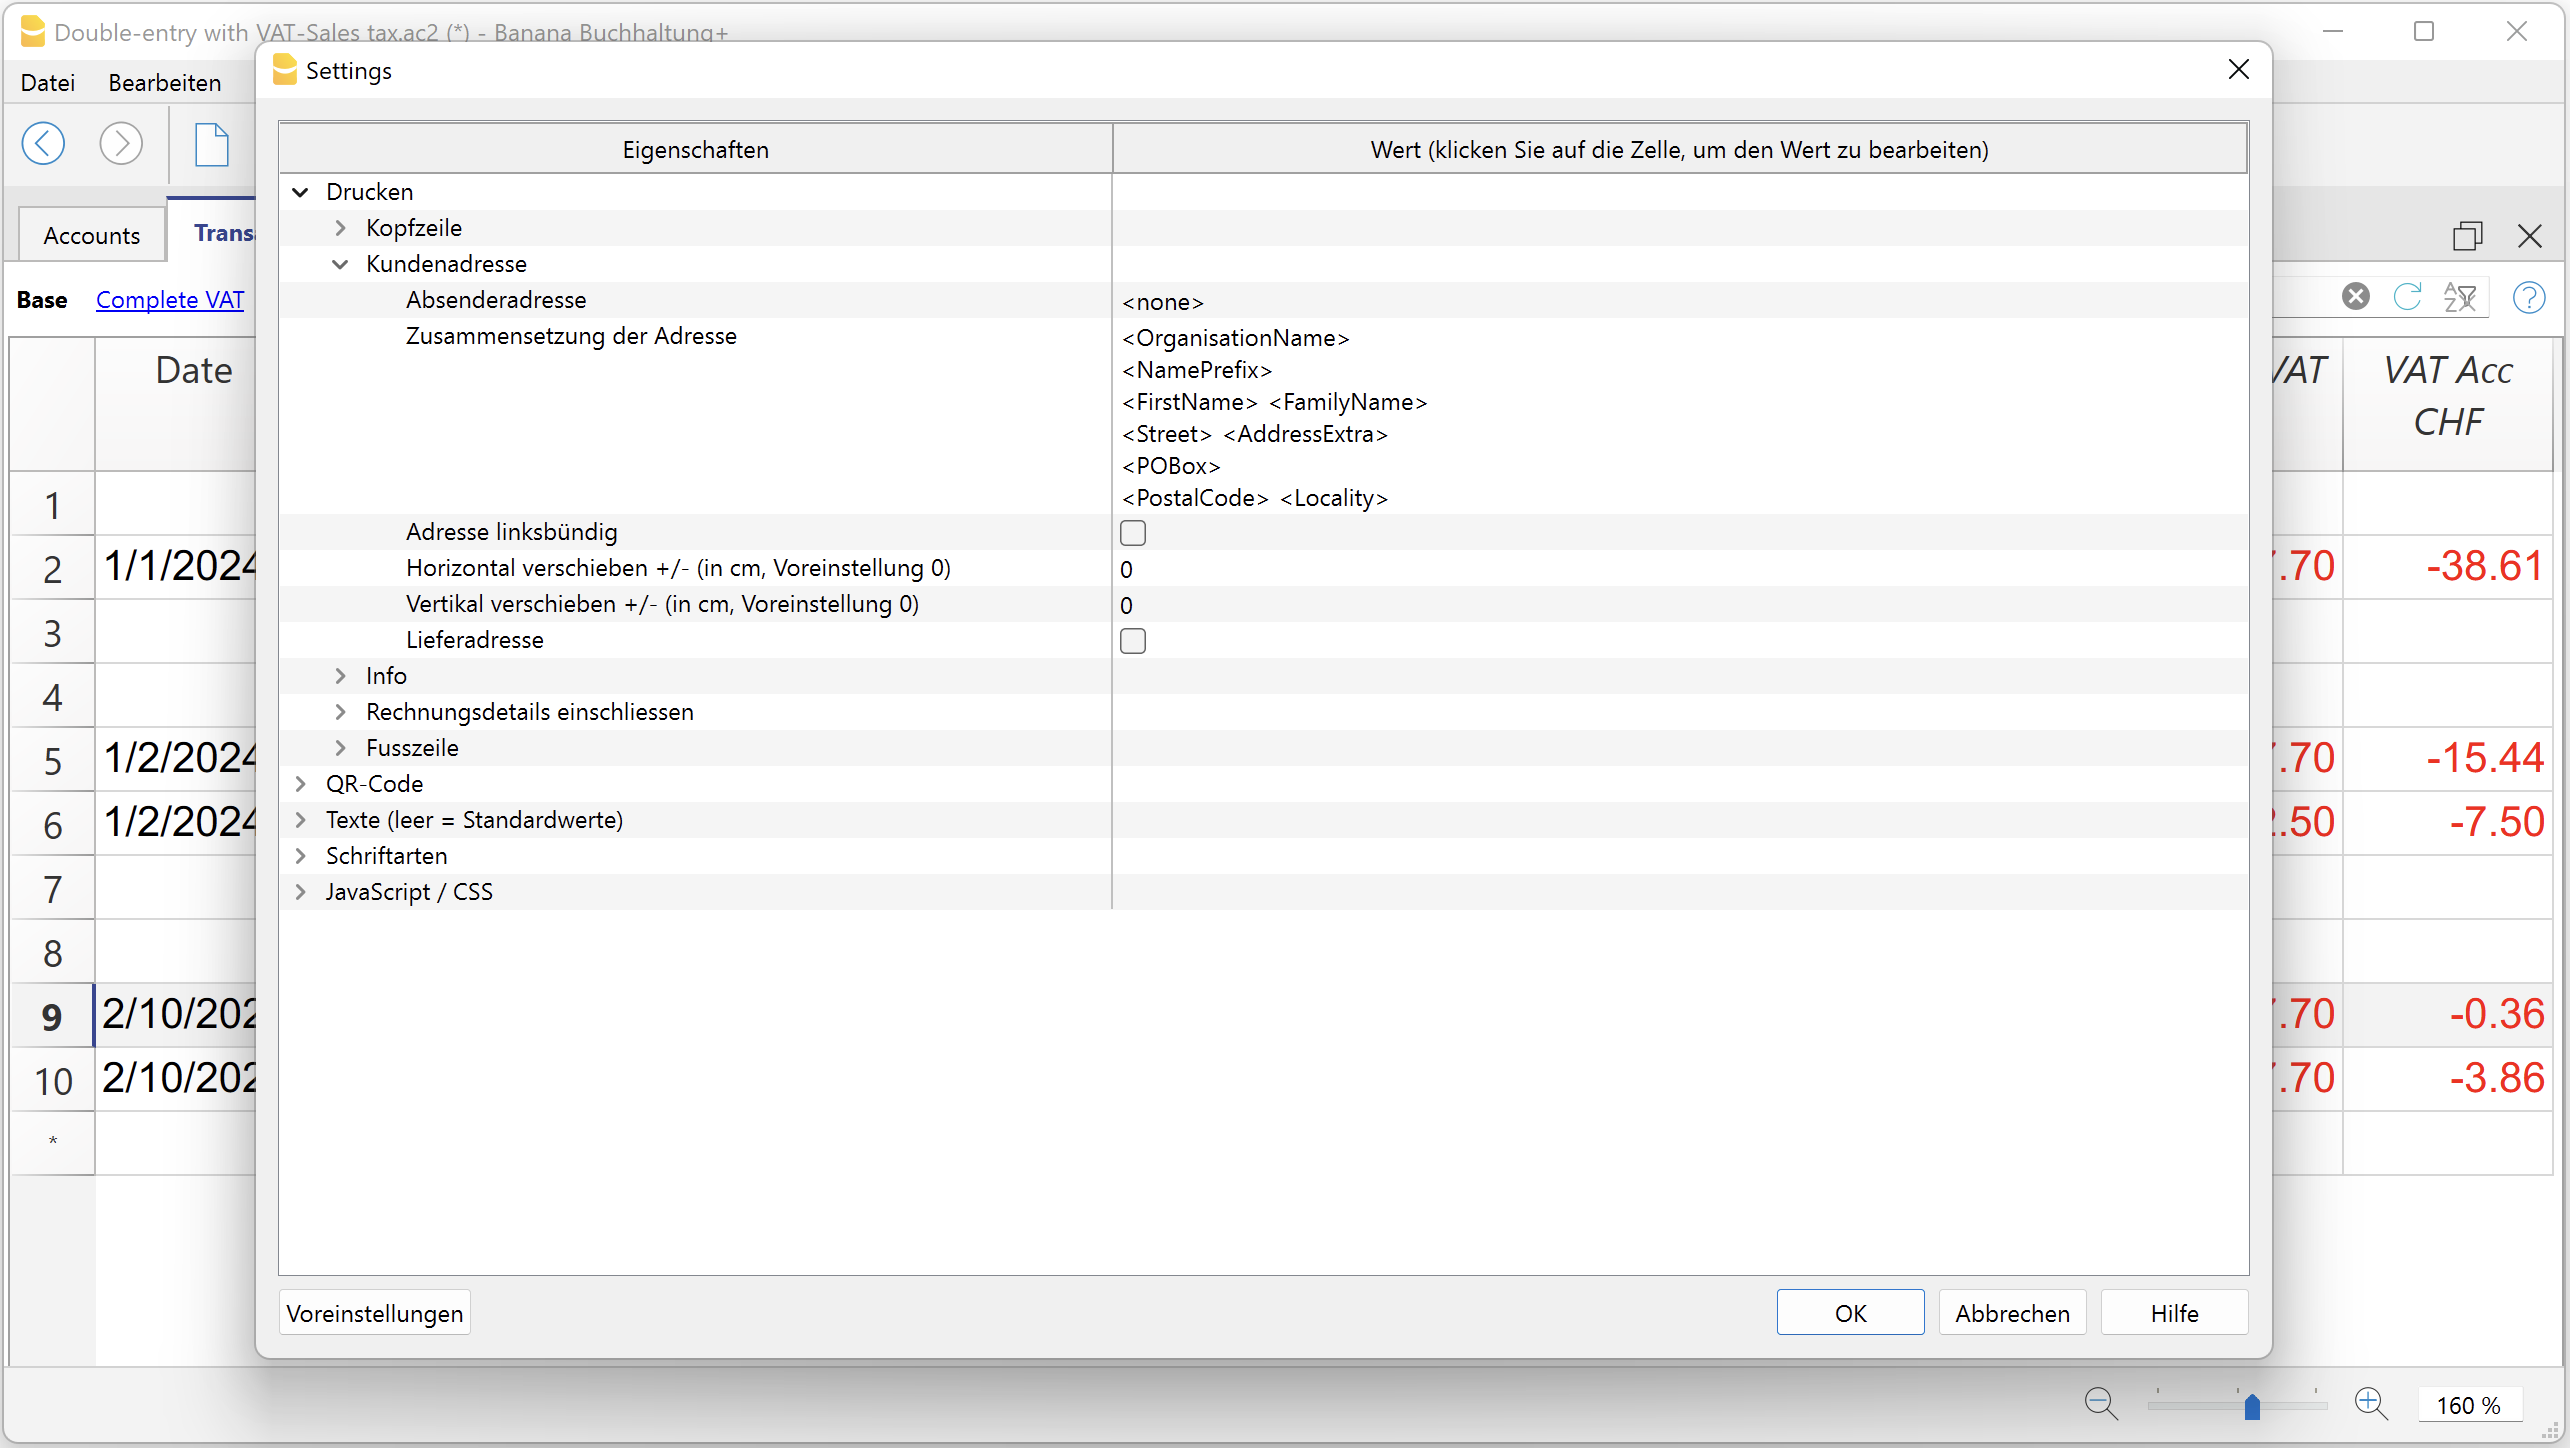 Double-entry with VAT-Sales tax.ac2 (*) - Banana Buchhaltung+
Settings
Datei Bearbeiten
Eigenschaften Wert (klicken Sie auf die Zelle, um den Wert zu bearbeiten)
Drucken
Kopfzeile
Accounts
Kundenadresse
Base Complete VAT
Absenderadresse <none>
Zusammensetzung der Adresse <OrganisationName>
<NamePrefix>
<FirstName> <FamilyName>
<Street> <AddressExtra>
<POBox>
<PostalCode> <Locality>
Adresse linksbündig
Horizontal verschieben +/- (in cm, Voreinstellung 0) 0
Vertikal verschieben +/- (in cm, Voreinstellung 0) 0
Lieferadresse
Info
Rechnungsdetails einschliessen
Fusszeile
QR-Code
Texte (leer = Standardwerte)
Schriftarten
JavaScript / CSS
Voreinstellungen OK Abbrechen Hilfe
Date VAT VAT Acc
CHF
1
2 1/1/2024 .70 -38.61
3
4
5 1/2/2024 .70 -15.44
6 1/2/2024 .50 -7.50
7
8
9 2/10/202 .70 -0.36
10 2/10/202 .70 -3.86
*
160 %